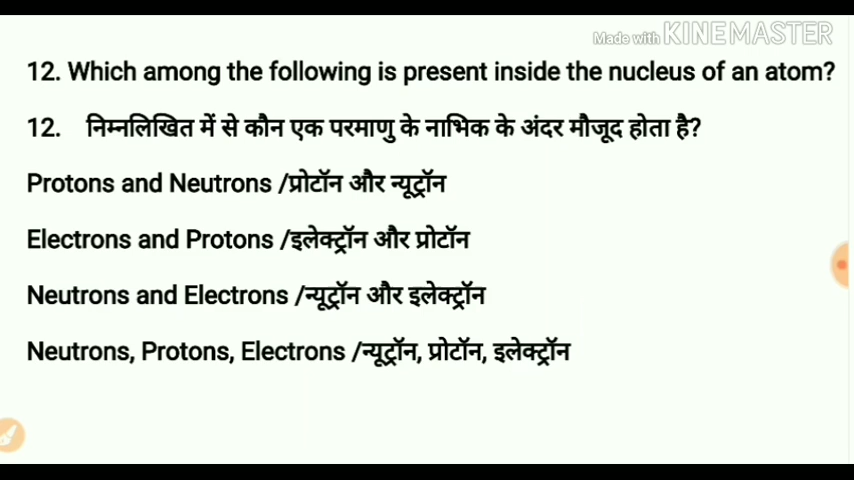 Made with KINEMASTER
12. Which among the following is present inside the nucleus of an atom?
12. निम्नलिखित में से कौन एक परमाणु के नाभिक के अंदर मौजूद होता है?
Protons and Neutrons /प्रोटॉन और न्यूट्रॉन
Electrons and Protons /इलेक्ट्रॉन और प्रोटॉन
Neutrons and Electrons /न्यूट्रॉन और इलेक्ट्रॉन
Neutrons, Protons, Electrons /न्यूट्रॉन, प्रोटॉन, इलेक्ट्रॉन